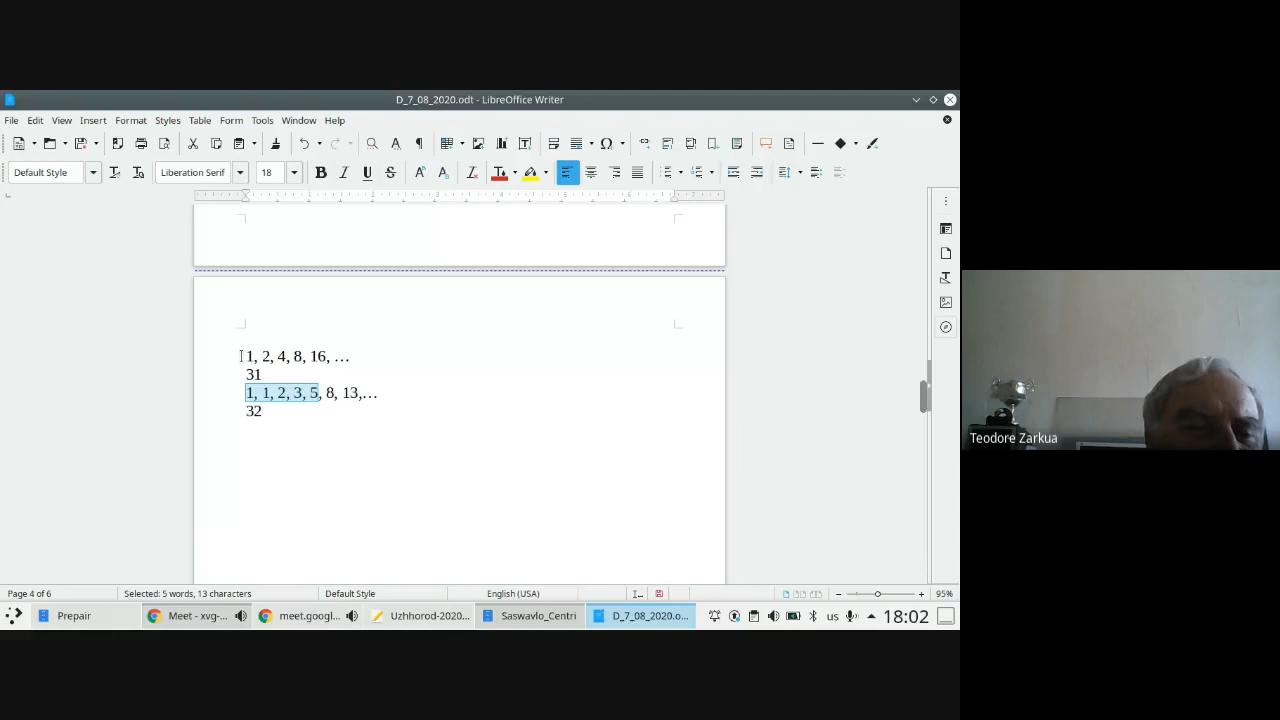 D_7_08_2020.odt - LibreOffice Writer
File Edit View Insert Format Styles Table Form Tools Window Help
Default Style Liberation Serif 18
1, 2, 4, 8, 16, …
31
1, 1, 2, 3, 5, 8, 13,…
32
Teodore Zarkua
Page 4 of 6 Selected: 5 words, 13 characters Default Style English (USA) 95%
Prepair Meet - xvg-... meet.googl... Uzhhorod-2020... Saswavlo_Centri D_7_08_2020.o... us 18:02